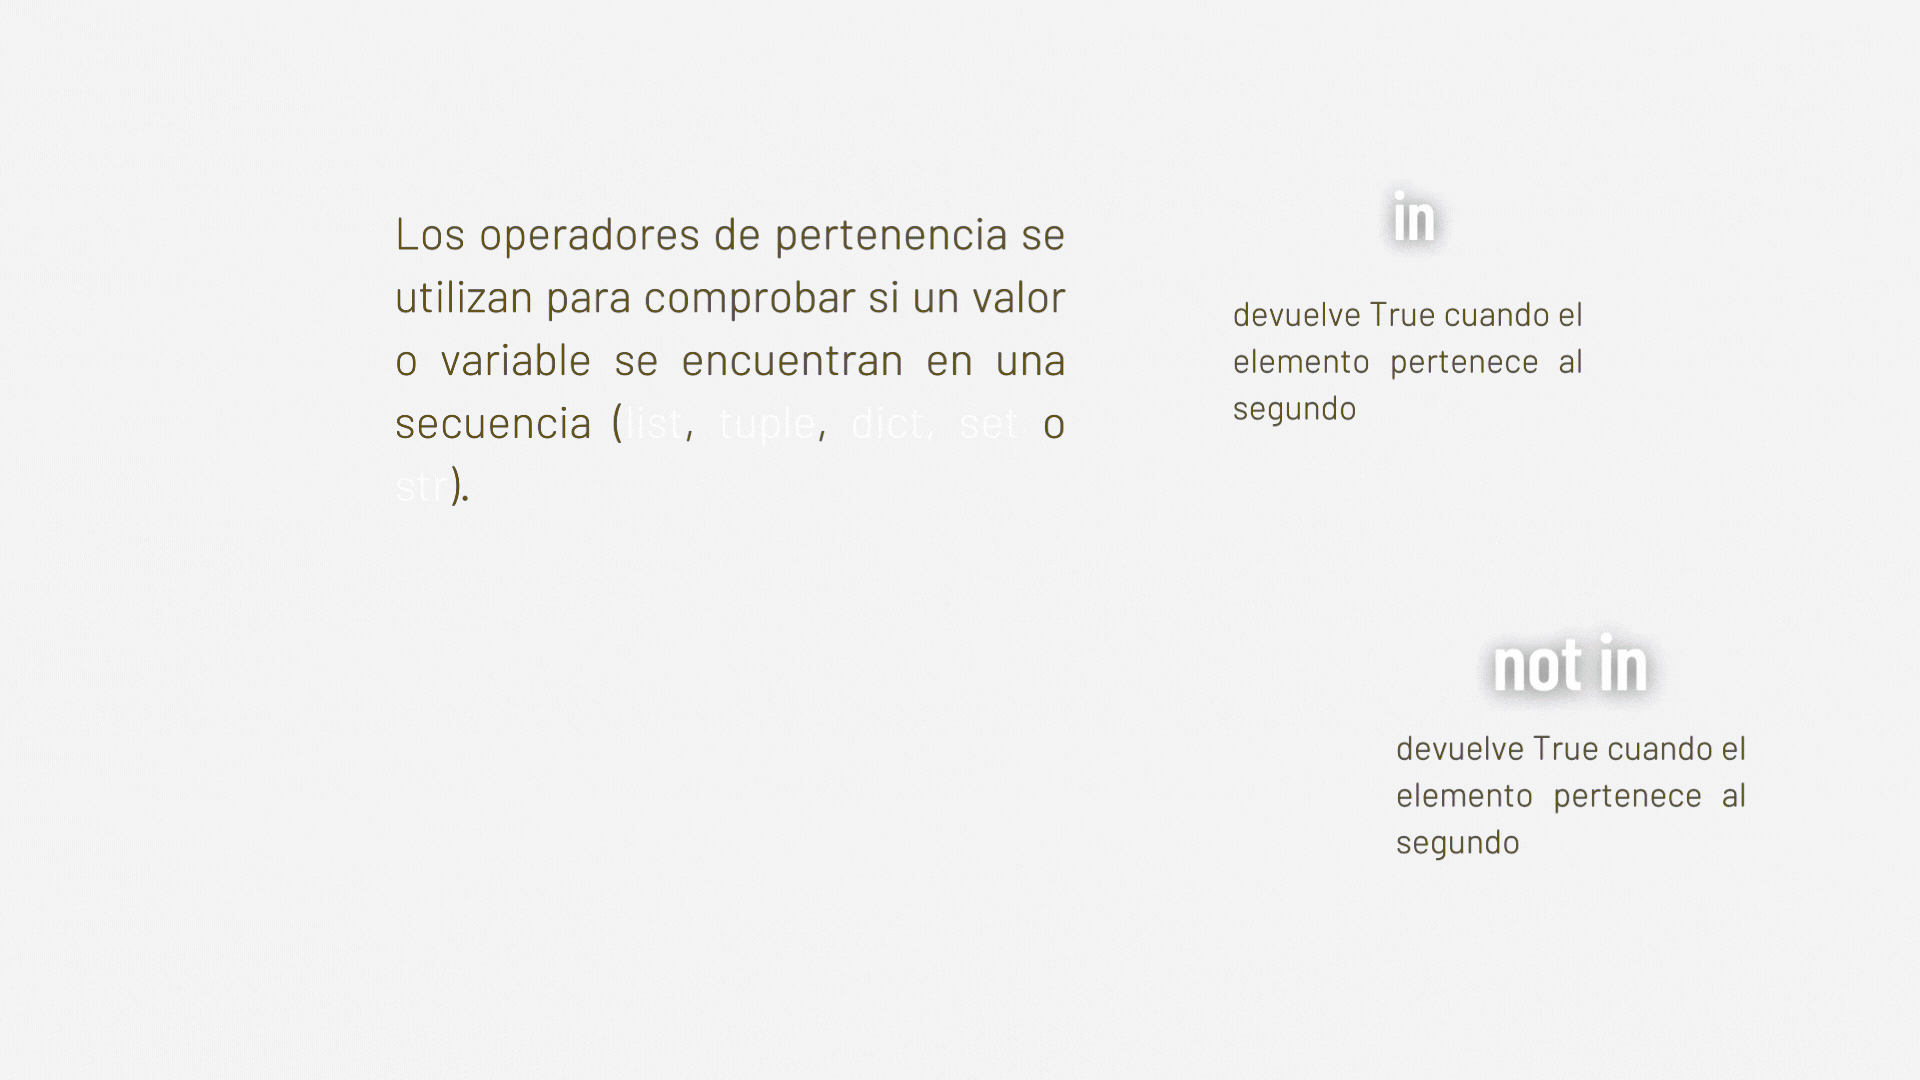 Los operadores de pertenencia se
utilizan para comprobar si un valor
o variable se encuentran en una
secuencia (list, tuple, dict, set o
str).
in
devuelve True cuando el
elemento pertenece al
segundo
not in
devuelve True cuando el
elemento pertenece al
segundo